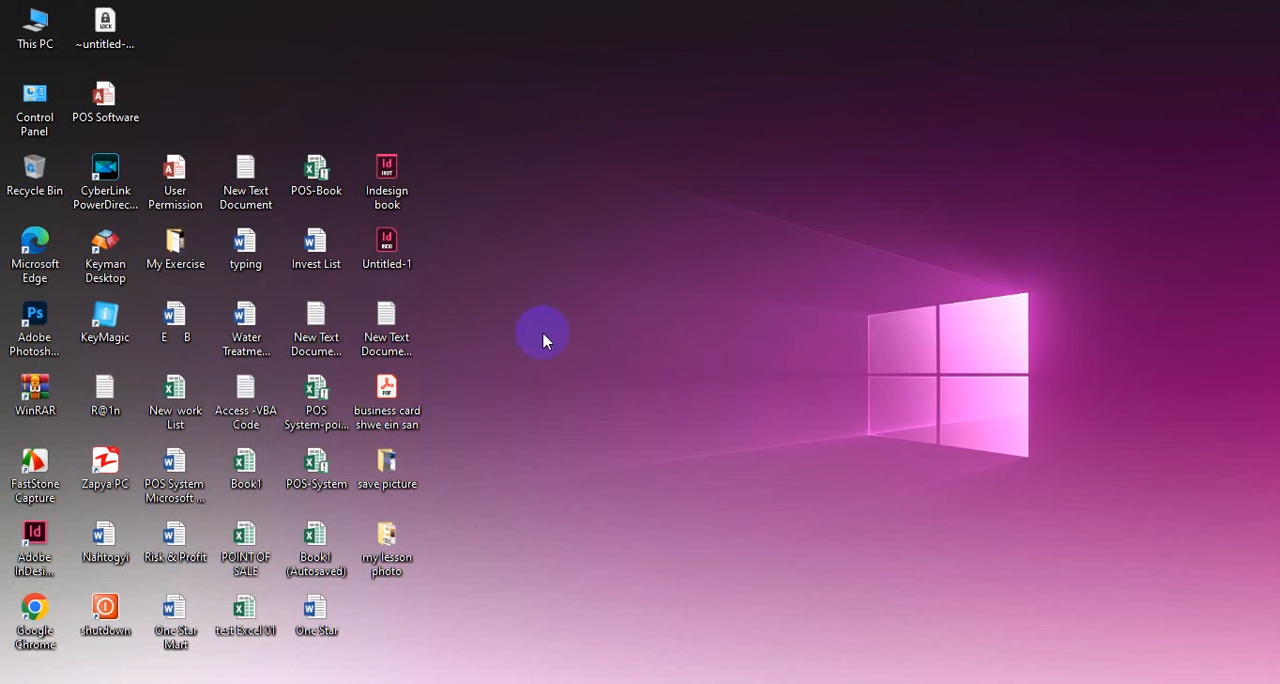 This PC
~untitled-...
LOCK
Control
Panel
POS Software
Recycle Bin
CyberLink
PowerDirec...
User
Permission
New Text
Document
POS-Book
Indesign
book
Microsoft
Edge
Keyman
Desktop
My Exercise
typing
Invest List
Untitled-1
Adobe
Photosh...
KeyMagic
E B
Water
Treatme...
New Text
Docume...
New Text
Docume...
WinRAR
R@1n
New work
List
Access -VBA
Code
POS
System-poi...
business card
shwe ein san
FastStone
Capture
Zapya PC
POS System
Microsoft ...
Book1
POS-System
save picture
Adobe
InDesi...
Nahtogyi
Risk & Profit
POINT OF
SALE
Book1
(Autosaved)
my lesson
photo
Google
Chrome
shutdown
One Star
Mart
test Excel 01
One Star